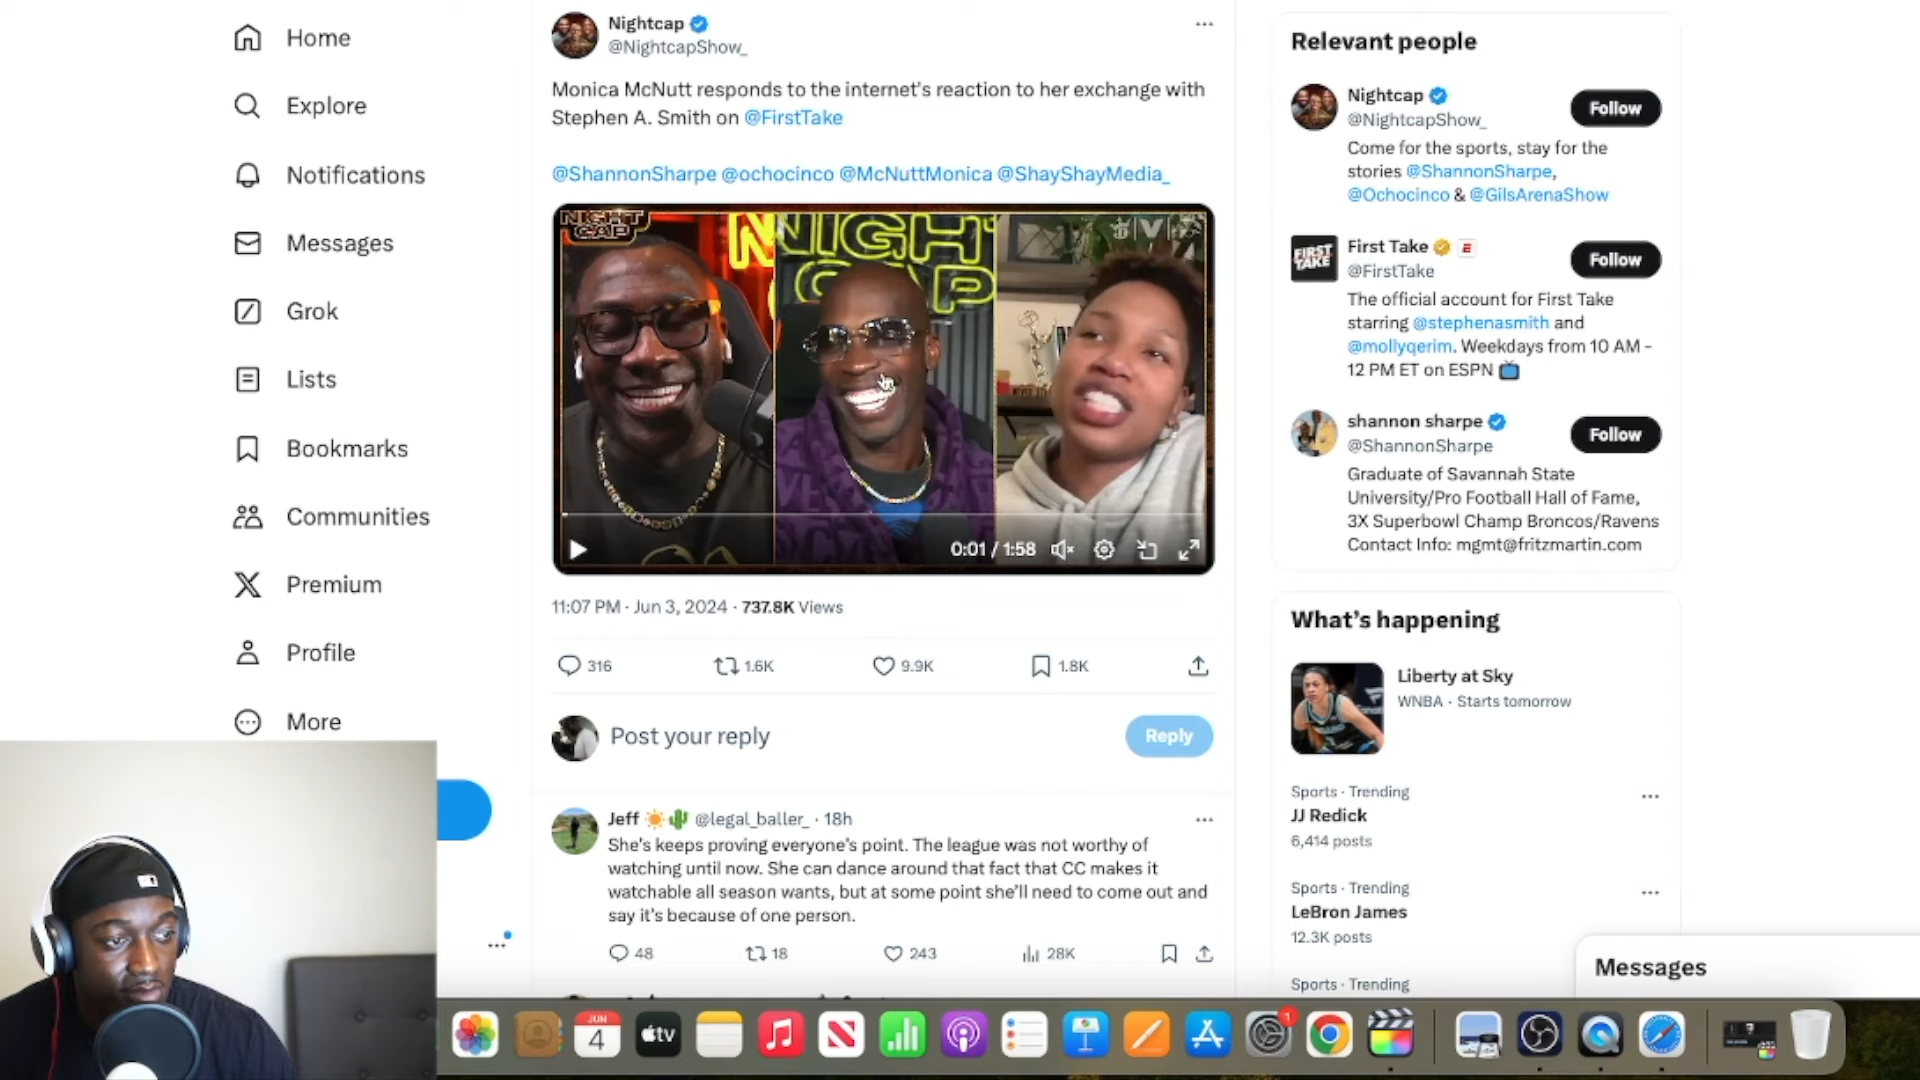 Home
Explore
Notifications
Messages
Grok
Lists
Bookmarks
Communities
Premium
Profile
More
Nightcap
@NightcapShow_
Monica McNutt responds to the internet's reaction to her exchange with
Stephen A. Smith on @FirstTake
@ShannonSharpe @ochocinco @McNuttMonica @ShayShayMedia_
NIGHT
CAP
NIGH
CAP
0:01 / 1:58
11:07 PM · Jun 3, 2024 · 737.8K Views
316
1.6K
9.9K
1.8K
Post your reply
Reply
Jeff @legal_baller_ · 18h
She's keeps proving everyone's point. The league was not worthy of
watching until now. She can dance around that fact that CC makes it
watchable all season wants, but at some point she'll need to come out and
say it's because of one person.
48
18
243
28K
Relevant people
Nightcap
@NightcapShow_
Follow
Come for the sports, stay for the
stories @ShannonSharpe,
@Ochocinco & @GilsArenaShow
FIRST
TAKE
First Take
@FirstTake
Follow
The official account for First Take
starring @stephenasmith and
@mollyqerim. Weekdays from 10 AM -
12 PM ET on ESPN
shannon sharpe
@ShannonSharpe
Follow
Graduate of Savannah State
University/Pro Football Hall of Fame,
3X Superbowl Champ Broncos/Ravens
Contact Info: mgmt@fritzmartin.com
What's happening
Liberty at Sky
WNBA · Starts tomorrow
Sports · Trending
JJ Redick
6,414 posts
Sports · Trending
LeBron James
12.3K posts
Sports · Trending
Messages
JUN
4
tv
1